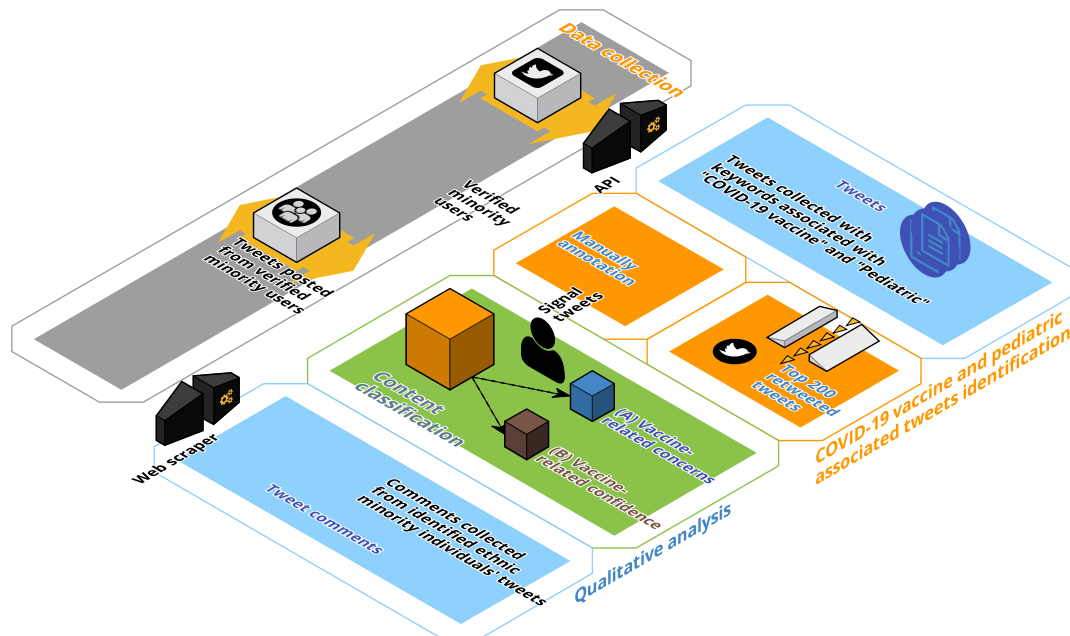 Data collection
API
Verified
minority
users
Tweets posted
from verified
minority users
Tweets
Tweets collected with
keywords associated with
"COVID-19 vaccine" and "Pediatric"
Manually
annotation
Signal
tweets
Top 200
retweeted
tweets
COVID-19 vaccine and pediatric
associated tweets identification
Content
classification
(A) Vaccine-
related concerns
(B) Vaccine-
related confidence
Qualitative analysis
Web scraper
Comments collected
from identified ethnic
minority individuals' tweets
Tweet comments